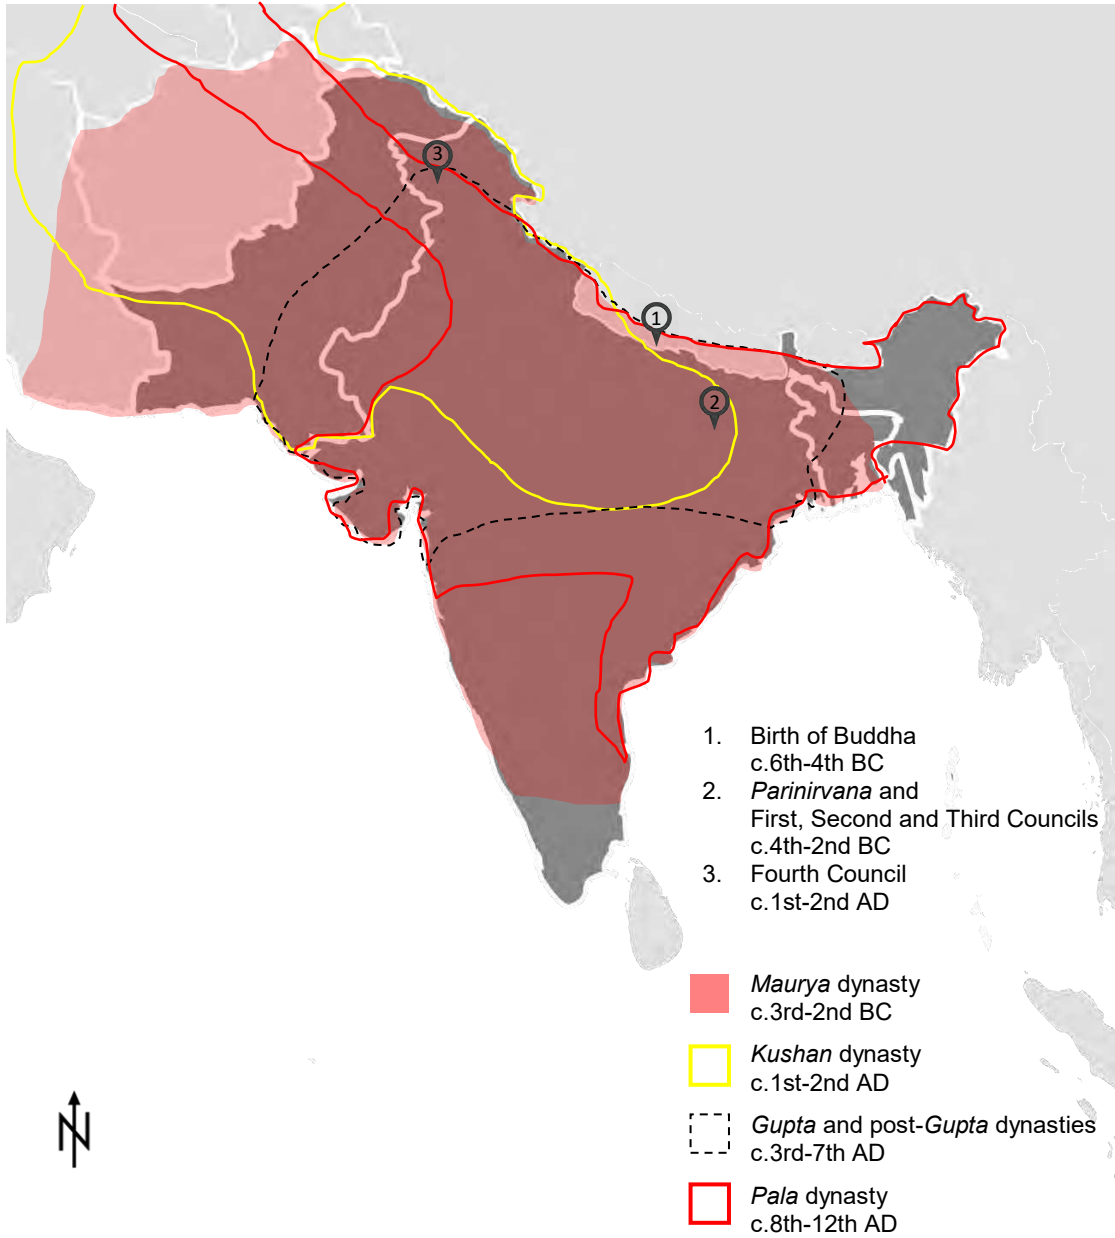 3
1
2
1. Birth of Buddha
c.6th-4th BC
2. Parinirvana and
First, Second and Third Councils
c.4th-2nd BC
3. Fourth Council
c.1st-2nd AD
Maurya dynasty
c.3rd-2nd BC
Kushan dynasty
c.1st-2nd AD
Gupta and post-Gupta dynasties
c.3rd-7th AD
Pala dynasty
c.8th-12th AD
N